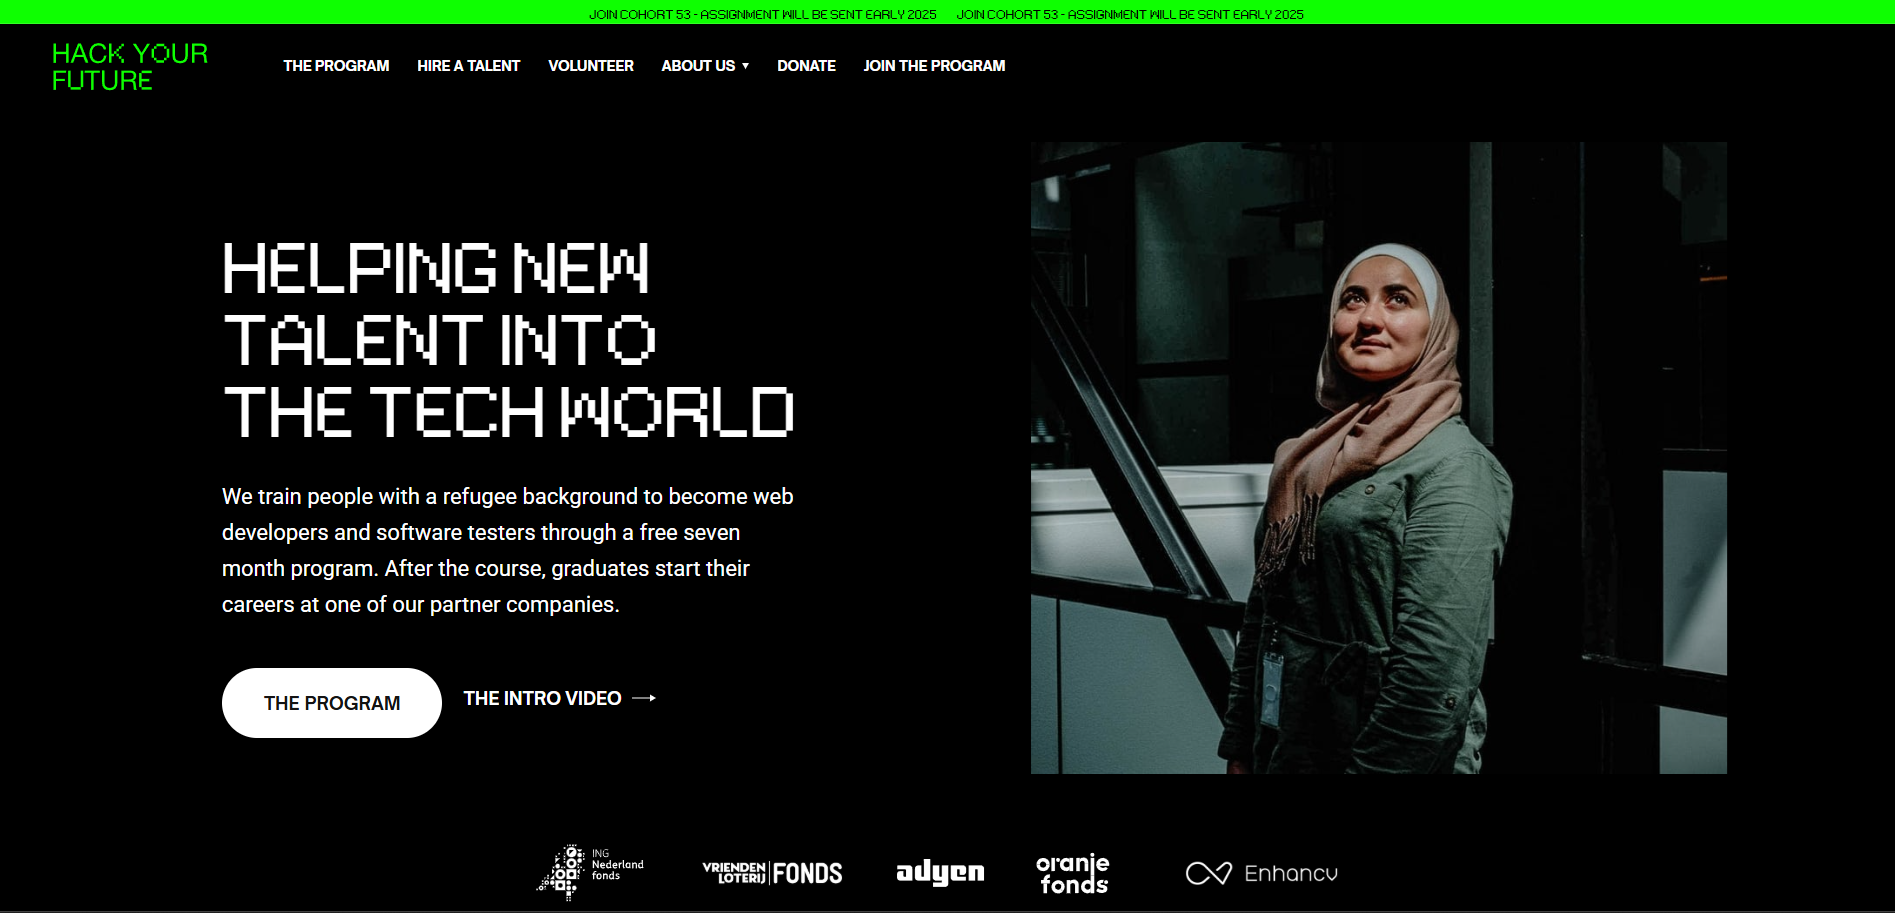 JOIN COHORT 53 - ASSIGNMENT WILL BE SENT EARLY 2025 JOIN COHORT 53 - ASSIGNMENT WILL BE SENT EARLY 2025
HACK YOUR
FUTURE
THE PROGRAM HIRE A TALENT VOLUNTEER ABOUT US ▼ DONATE JOIN THE PROGRAM
HELPING NEW
TALENT INTO
THE TECH WORLD
We train people with a refugee background to become web
developers and software testers through a free seven
month program. After the course, graduates start their
careers at one of our partner companies.
THE PROGRAM THE INTRO VIDEO →
ING
Nederland
fonds
VRIENDEN
LOTERIJ FONDS
adyen
oranje
fonds
Enhancv